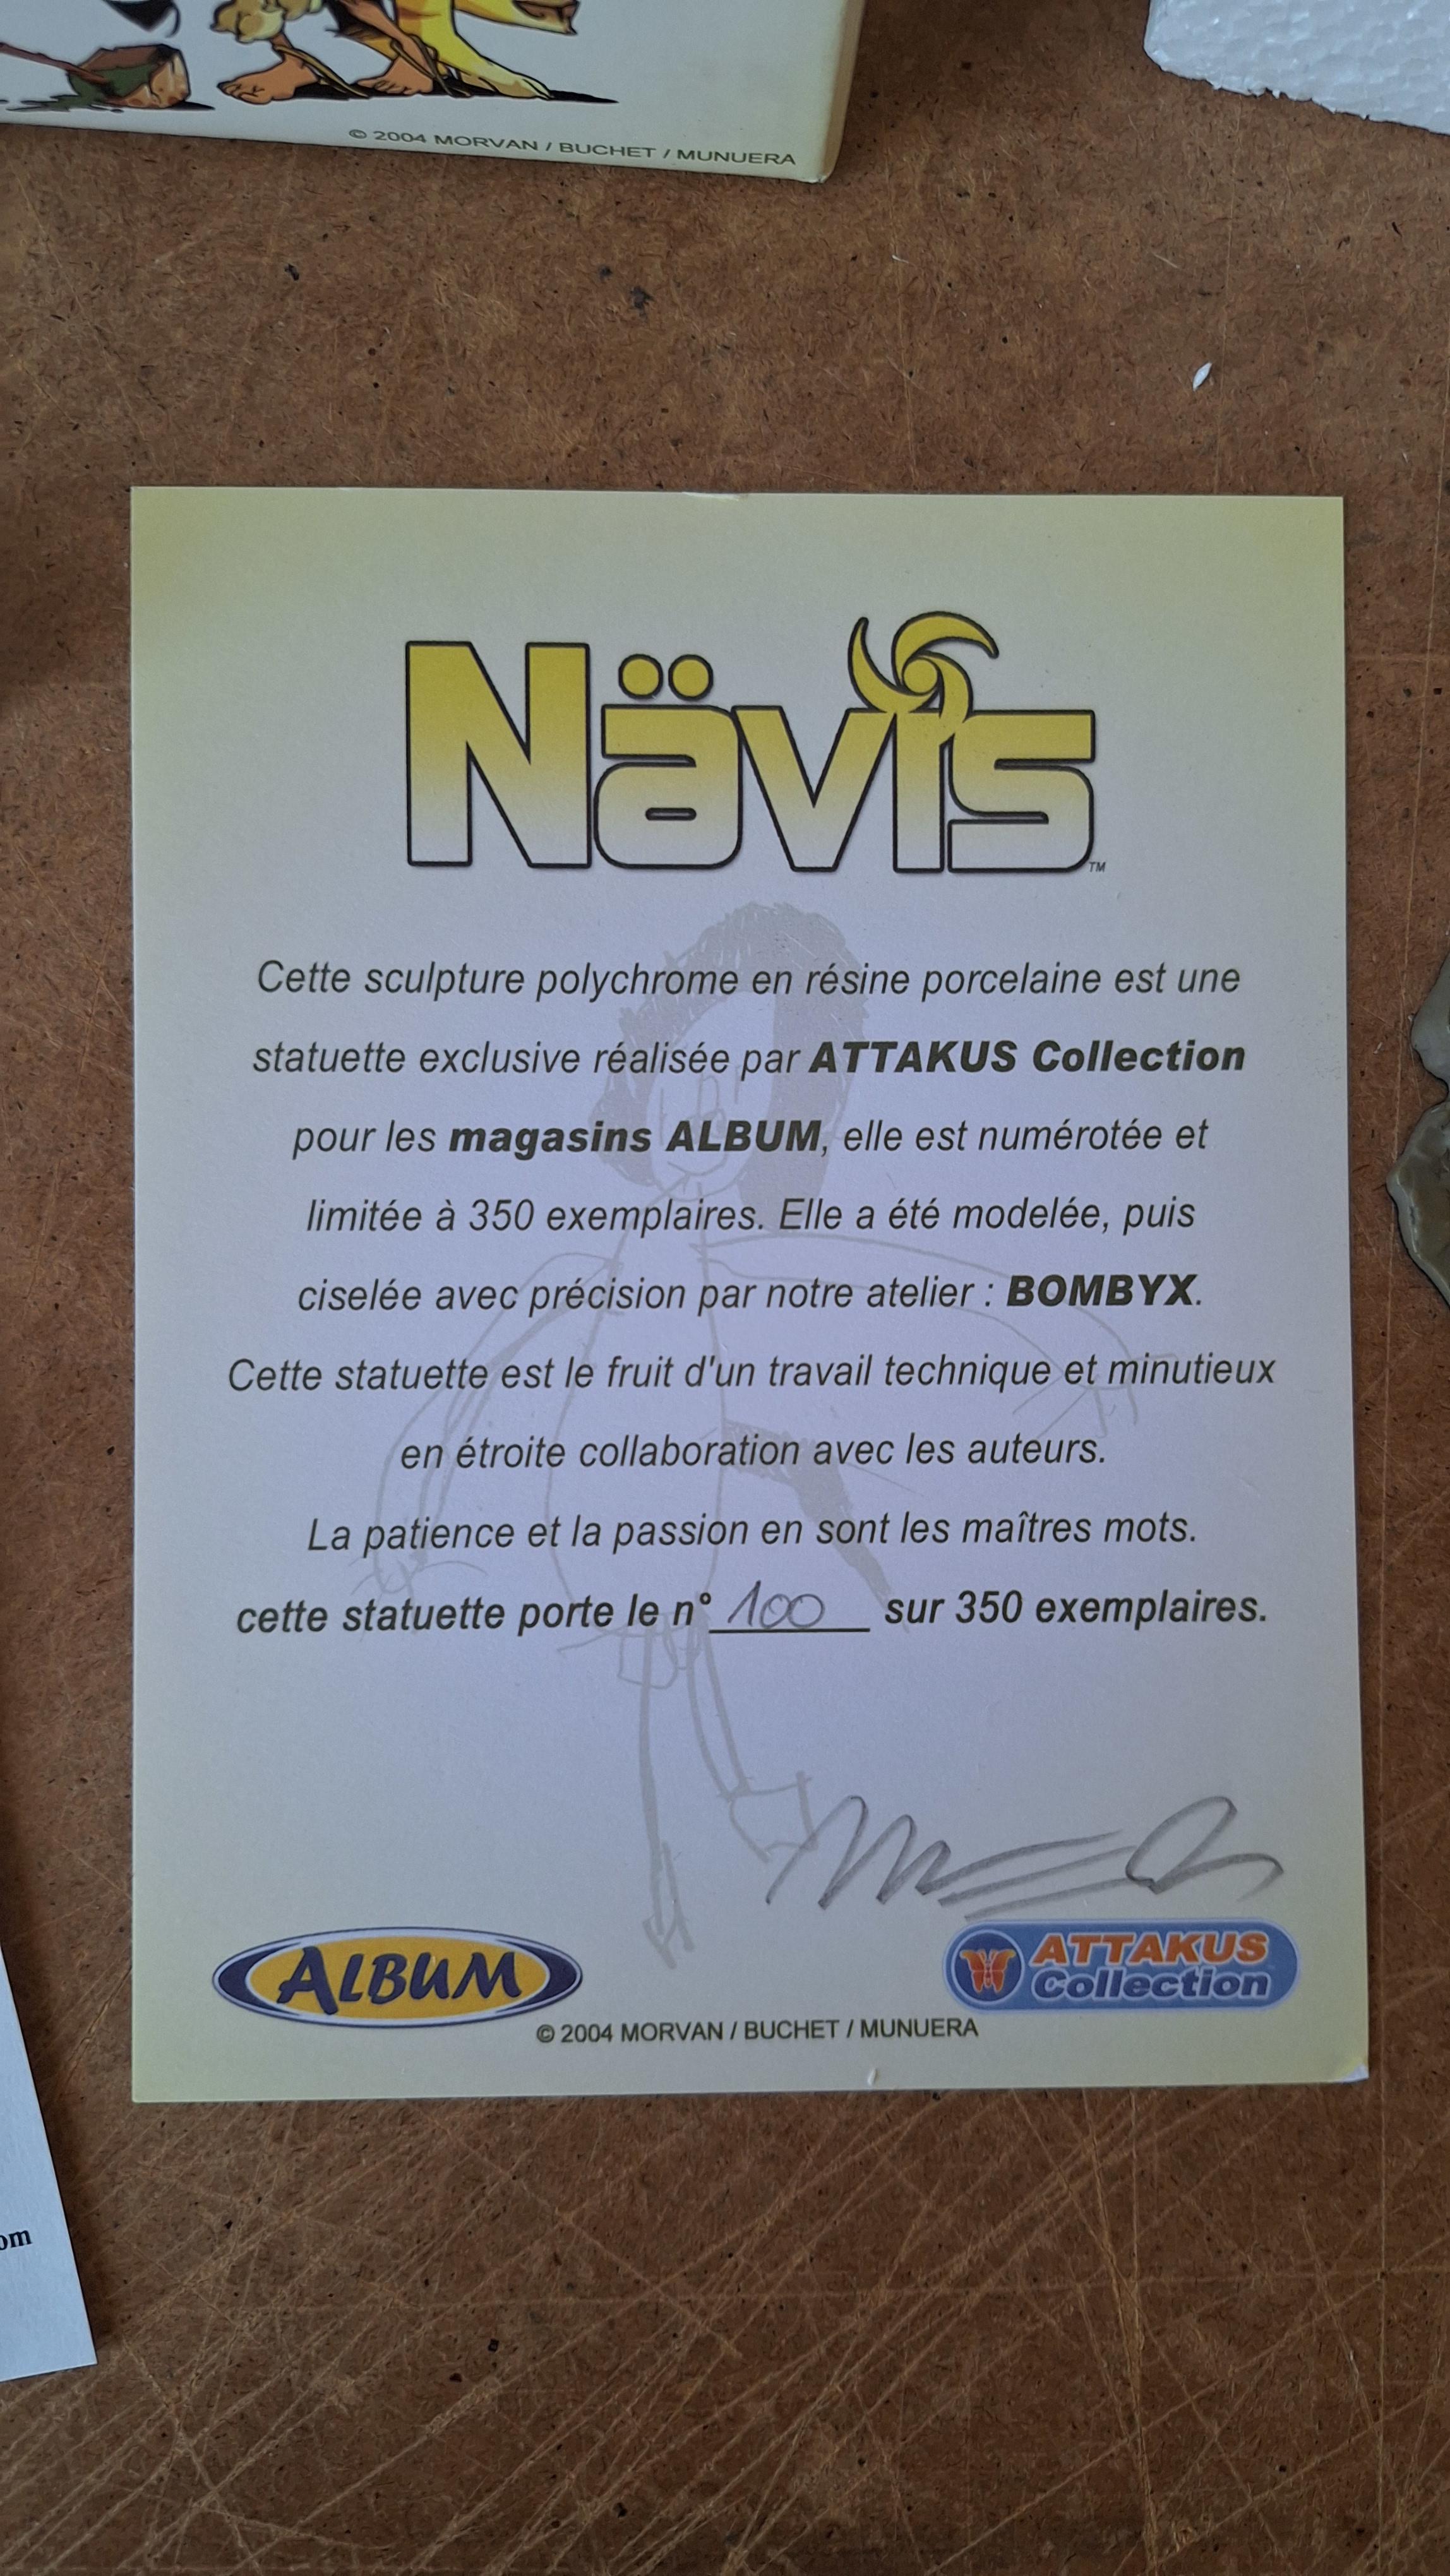 © 2004 MORVAN / BUCHET / MUNUERA
Nävis
TM
Cette sculpture polychrome en résine porcelaine est une
statuette exclusive réalisée par ATTAKUS Collection
pour les magasins ALBUM, elle est numérotée et
limitée à 350 exemplaires. Elle a été modelée, puis
ciselée avec précision par notre atelier : BOMBYX.
Cette statuette est le fruit d'un travail technique et minutieux
en étroite collaboration avec les auteurs.
La patience et la passion en sont les maîtres mots.
cette statuette porte le n° 100 sur 350 exemplaires.
ALBUM
ATTAKUS
Collection
© 2004 MORVAN / BUCHET / MUNUERA
om